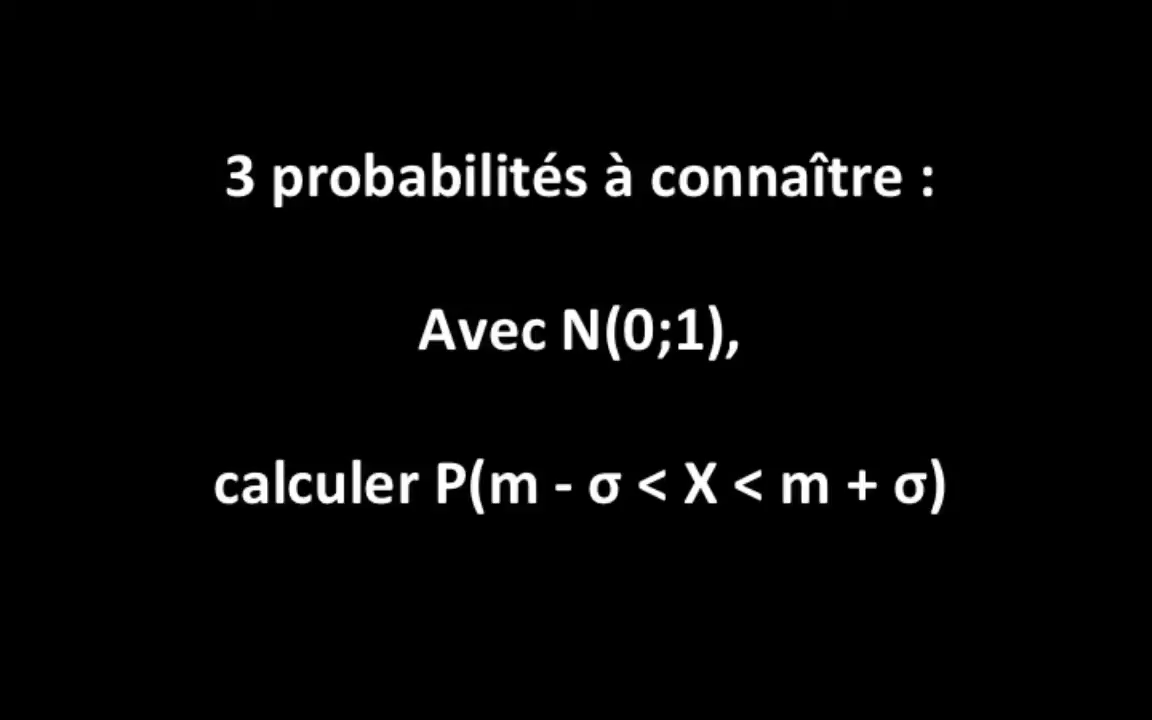 3 probabilités à connaître :
Avec N(0;1),
calculer P(m - σ < X < m + σ)